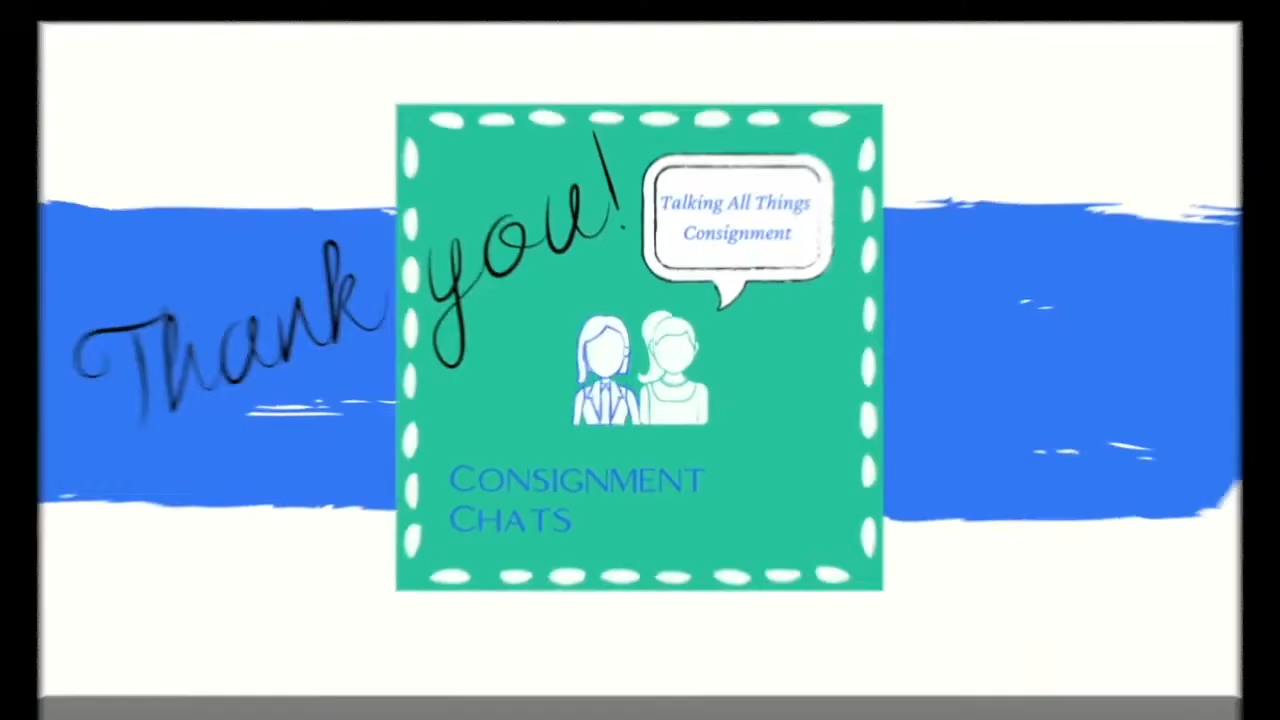 Thank you!
Talking All Things
Consignment
CONSIGNMENT
CHATS